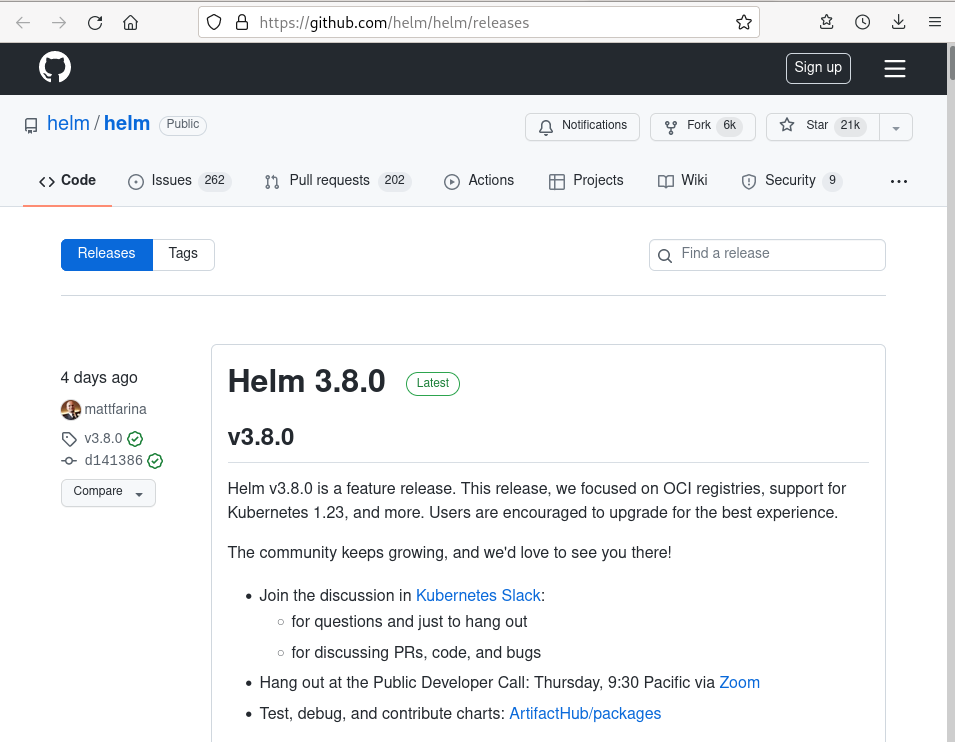 https://github.com/helm/helm/releases
Sign up
helm / helm Public
Notifications Fork 6k Star 21k
Code Issues 262 Pull requests 202 Actions Projects Wiki Security 9
Releases Tags Find a release
4 days ago
mattfarina
v3.8.0
d141386
Compare
Helm 3.8.0 Latest
v3.8.0
Helm v3.8.0 is a feature release. This release, we focused on OCI registries, support for
Kubernetes 1.23, and more. Users are encouraged to upgrade for the best experience.
The community keeps growing, and we'd love to see you there!
• Join the discussion in Kubernetes Slack:
○ for questions and just to hang out
○ for discussing PRs, code, and bugs
• Hang out at the Public Developer Call: Thursday, 9:30 Pacific via Zoom
• Test, debug, and contribute charts: ArtifactHub/packages